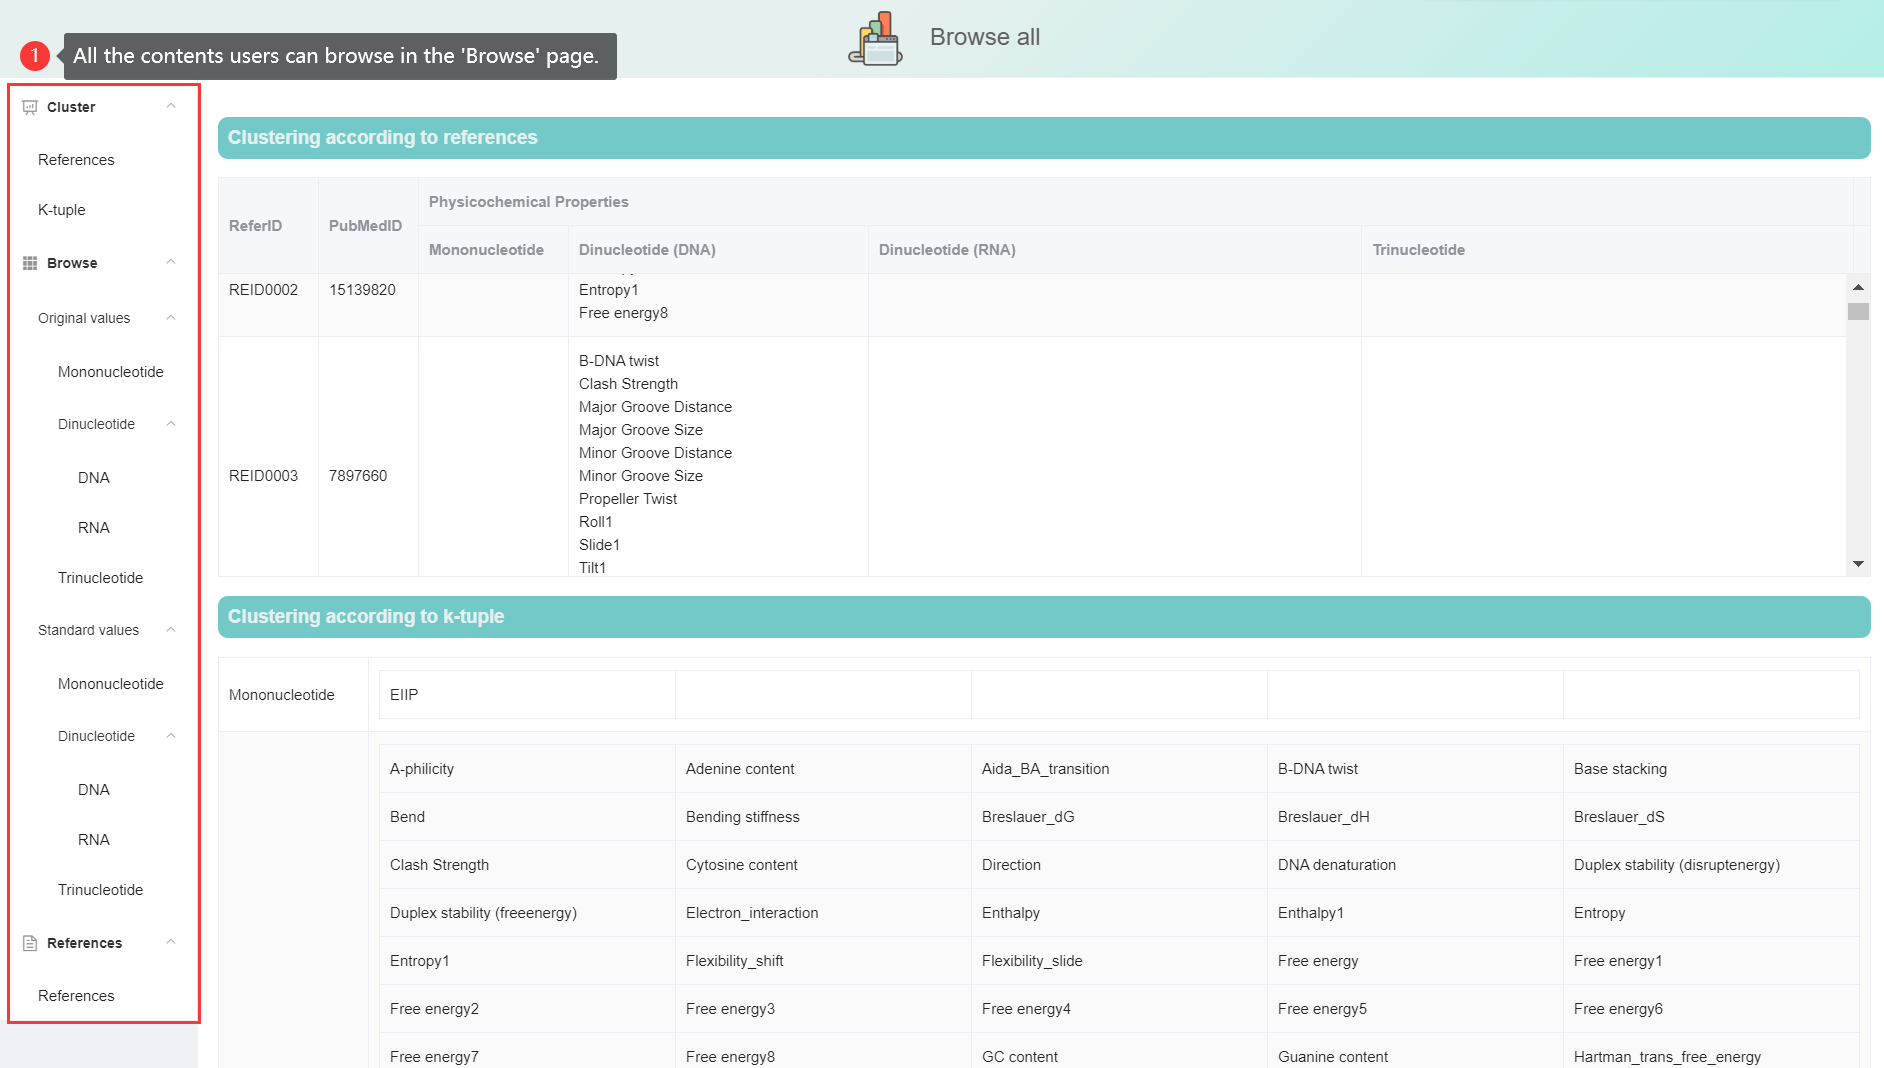 Browse all
1 All the contents users can browse in the 'Browse' page.
Cluster
References
K-tuple
Browse
Original values
Mononucleotide
Dinucleotide
DNA
RNA
Trinucleotide
Standard values
Mononucleotide
Dinucleotide
DNA
RNA
Trinucleotide
References
References
Clustering according to references
ReferID PubMedID Physicochemical Properties
Mononucleotide Dinucleotide (DNA) Dinucleotide (RNA) Trinucleotide
REID0002 15139820 Entropy1
Free energy8
B-DNA twist
Clash Strength
Major Groove Distance
Major Groove Size
Minor Groove Distance
REID0003 7897660 Minor Groove Size
Propeller Twist
Roll1
Slide1
Tilt1
Clustering according to k-tuple
Mononucleotide EIIP
A-philicity Adenine content Aida_BA_transition B-DNA twist Base stacking
Bend Bending stiffness Breslauer_dG Breslauer_dH Breslauer_dS
Clash Strength Cytosine content Direction DNA denaturation Duplex stability (disruptenergy)
Duplex stability (freeenergy) Electron_interaction Enthalpy Enthalpy1 Entropy
Entropy1 Flexibility_shift Flexibility_slide Free energy Free energy1
Free energy2 Free energy3 Free energy4 Free energy5 Free energy6
Free energy7 Free energy8 GC content Guanine content Hartman_trans_free_energy